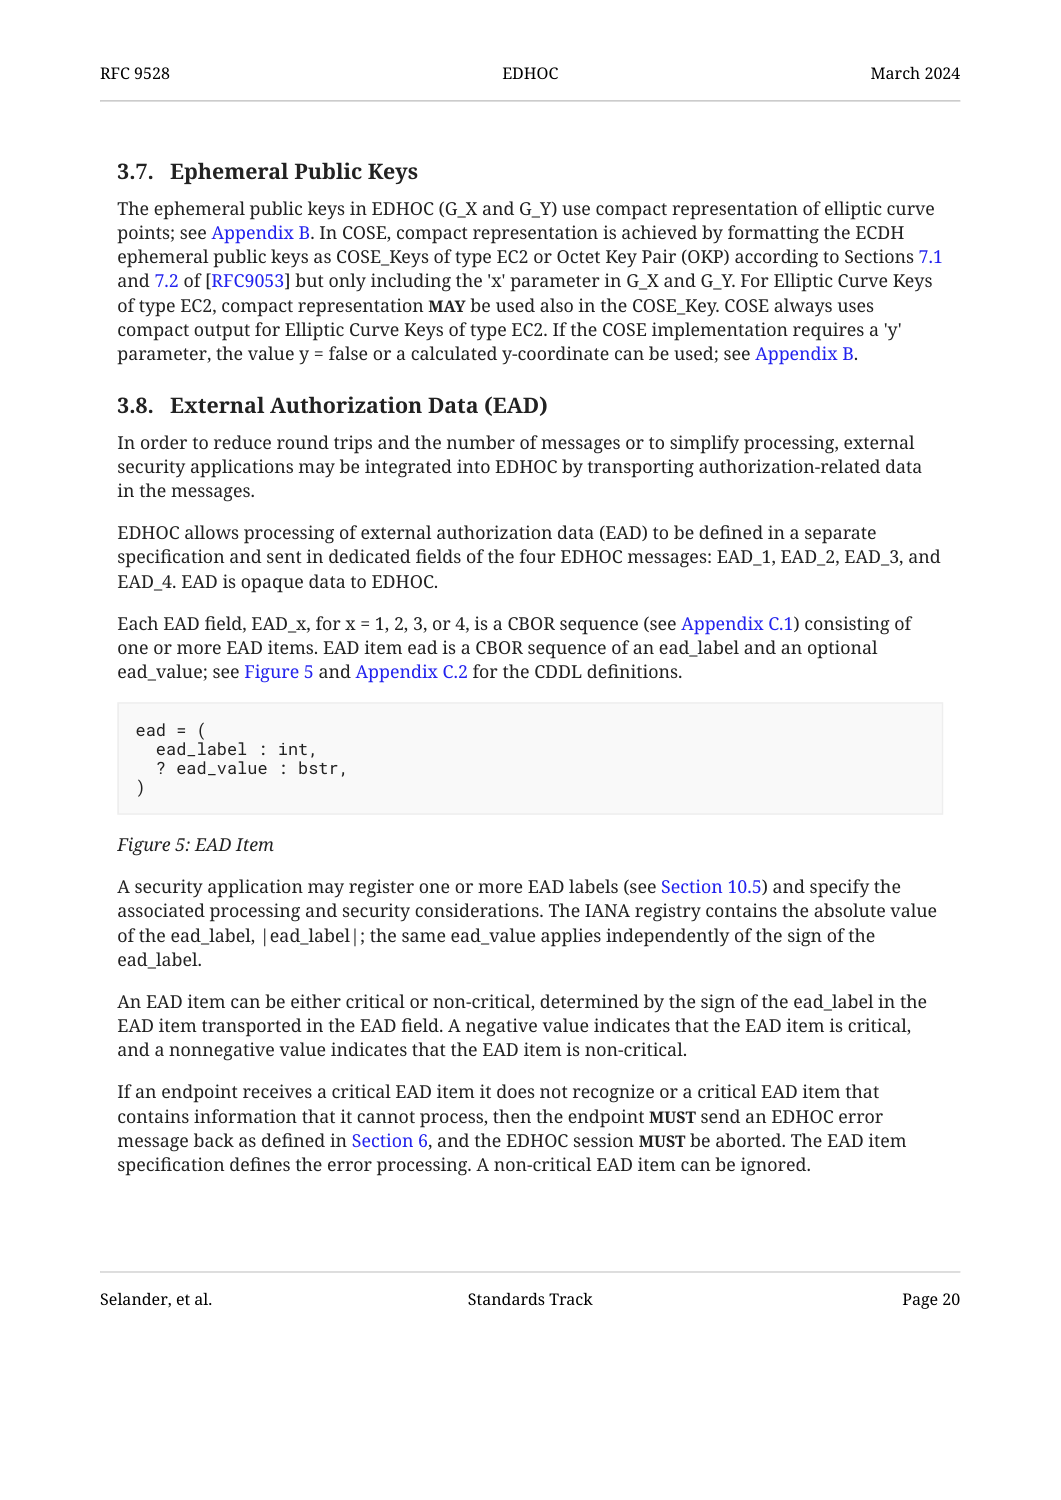 RFC 9528 EDHOC March 2024
3.7. Ephemeral Public Keys
The ephemeral public keys in EDHOC (G_X and G_Y) use compact representation of elliptic curve
points; see Appendix B. In COSE, compact representation is achieved by formatting the ECDH
ephemeral public keys as COSE_Keys of type EC2 or Octet Key Pair (OKP) according to Sections 7.1
and 7.2 of [RFC9053] but only including the 'x' parameter in G_X and G_Y. For Elliptic Curve Keys
of type EC2, compact representation MAY be used also in the COSE_Key. COSE always uses
compact output for Elliptic Curve Keys of type EC2. If the COSE implementation requires a 'y'
parameter, the value y = false or a calculated y-coordinate can be used; see Appendix B.
3.8. External Authorization Data (EAD)
In order to reduce round trips and the number of messages or to simplify processing, external
security applications may be integrated into EDHOC by transporting authorization-related data
in the messages.
EDHOC allows processing of external authorization data (EAD) to be defined in a separate
specification and sent in dedicated fields of the four EDHOC messages: EAD_1, EAD_2, EAD_3, and
EAD_4. EAD is opaque data to EDHOC.
Each EAD field, EAD_x, for x = 1, 2, 3, or 4, is a CBOR sequence (see Appendix C.1) consisting of
one or more EAD items. EAD item ead is a CBOR sequence of an ead_label and an optional
ead_value; see Figure 5 and Appendix C.2 for the CDDL definitions.
ead = (
  ead_label : int,
  ? ead_value : bstr,
)
Figure 5: EAD Item
A security application may register one or more EAD labels (see Section 10.5) and specify the
associated processing and security considerations. The IANA registry contains the absolute value
of the ead_label, |ead_label|; the same ead_value applies independently of the sign of the
ead_label.
An EAD item can be either critical or non-critical, determined by the sign of the ead_label in the
EAD item transported in the EAD field. A negative value indicates that the EAD item is critical,
and a nonnegative value indicates that the EAD item is non-critical.
If an endpoint receives a critical EAD item it does not recognize or a critical EAD item that
contains information that it cannot process, then the endpoint MUST send an EDHOC error
message back as defined in Section 6, and the EDHOC session MUST be aborted. The EAD item
specification defines the error processing. A non-critical EAD item can be ignored.
Selander, et al. Standards Track Page 20